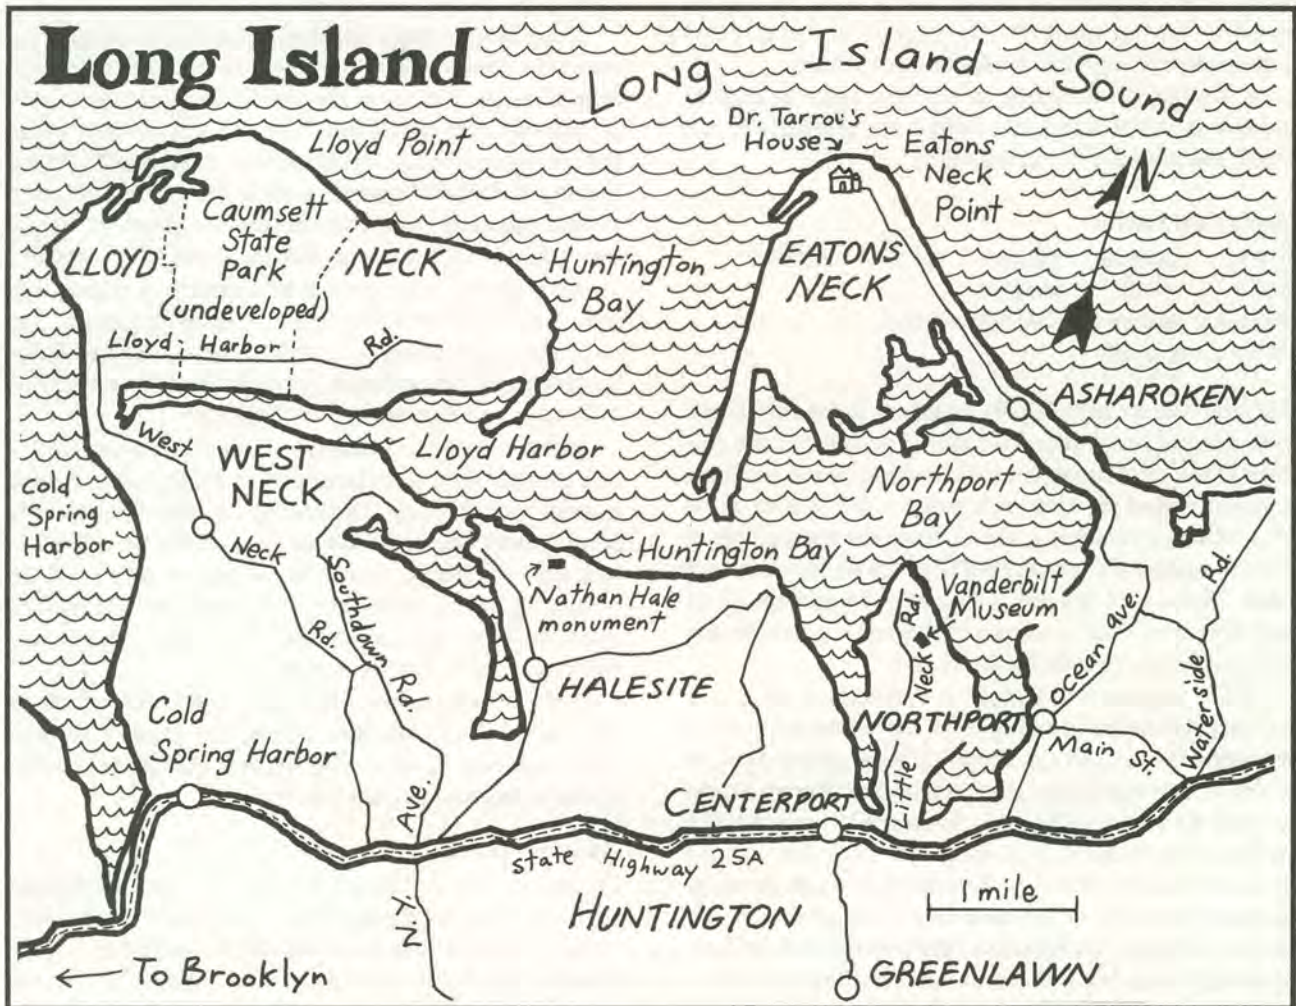 Long Island
Long Island Sound
Dr. Tarrou's
House
Eatons
Neck
Point
N
Lloyd Point
Caumsett
State
Park
(undeveloped)
LLOYD NECK
Huntington
Bay
EATONS
NECK
Lloyd Harbor Rd.
ASHAROKEN
West Neck Rd.
WEST
NECK
Lloyd Harbor
Cold
Spring
Harbor
Northport
Bay
Huntington Bay
Southdown Rd.
Nathan Hale
monument
Vanderbilt
Museum
Little Neck Rd.
Ocean Ave.
Waterside Rd.
HALESITE
NORTHPORT
Main St.
Cold
Spring Harbor
CENTERPORT
N.Y. Ave.
State Highway 25A
1 mile
HUNTINGTON
To Brooklyn
GREENLAWN